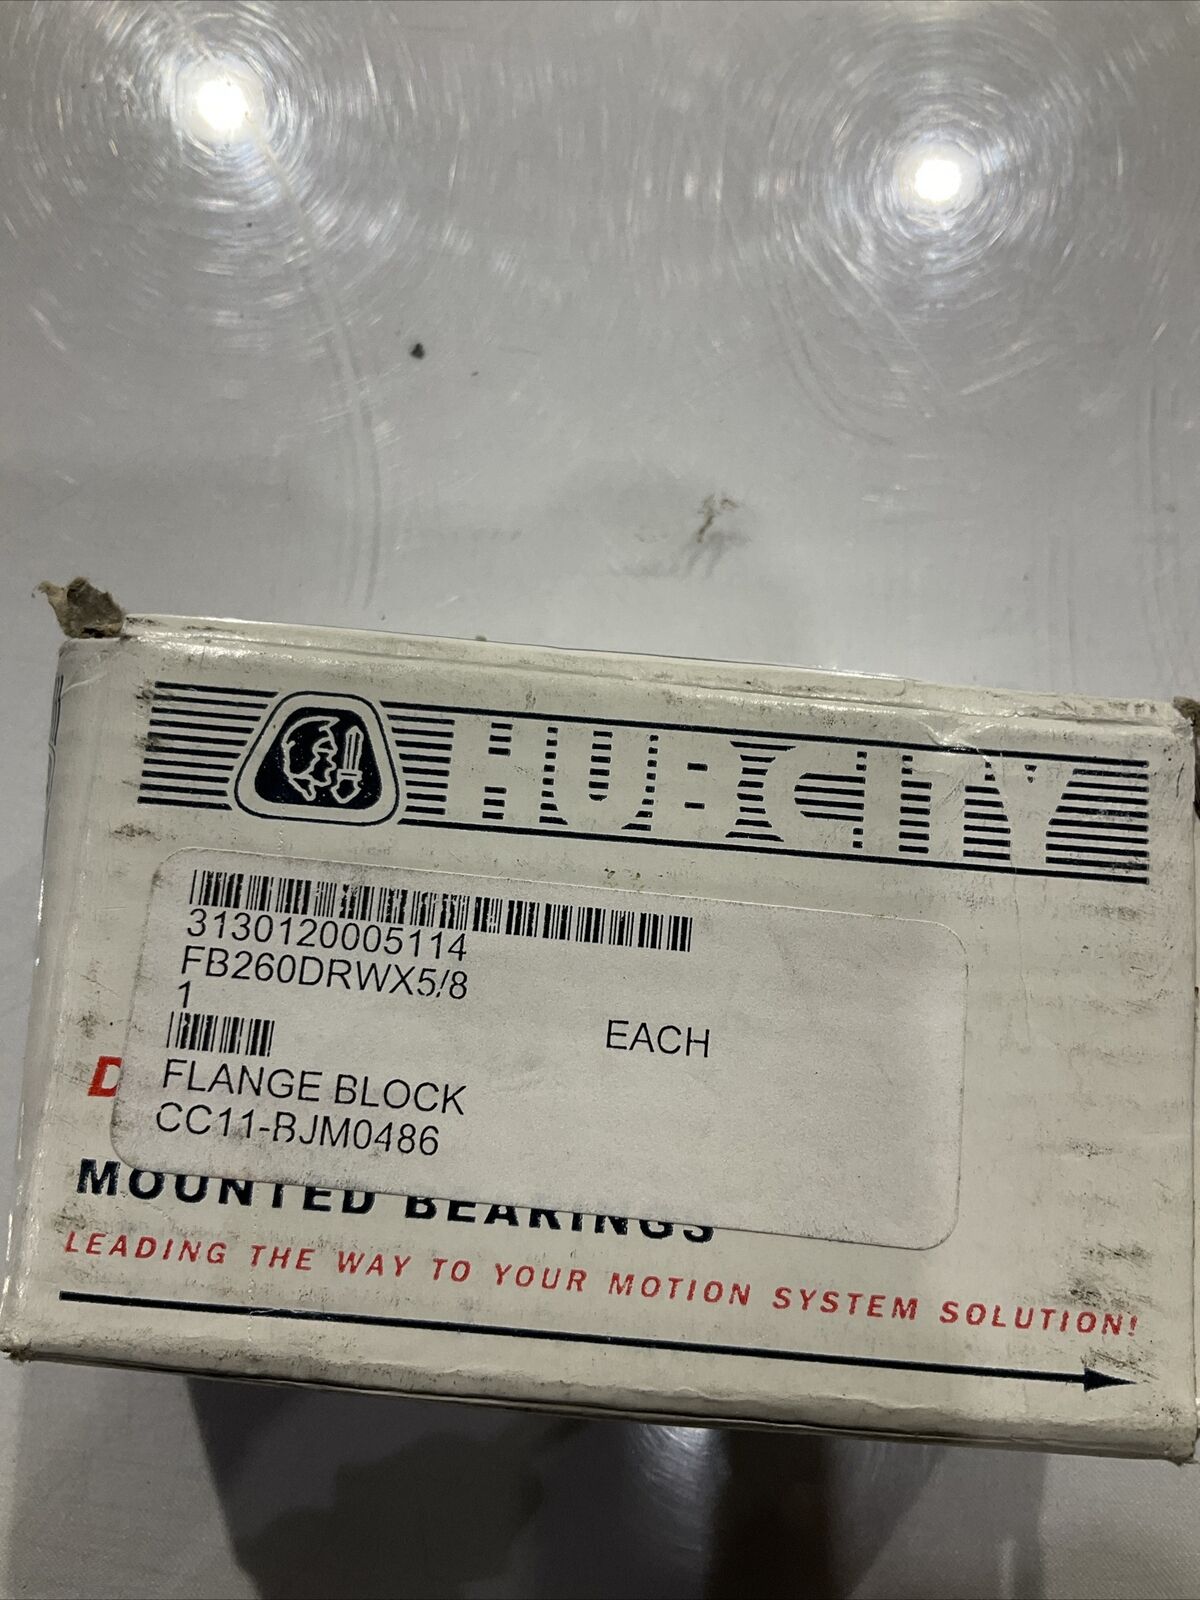 HUB CITY
3130120005114
FB260DRWX5/8
1
EACH
D
FLANGE BLOCK
CC11-BJM0486
MOUNTED BEARINGS
LEADING THE WAY TO YOUR MOTION SYSTEM SOLUTION!